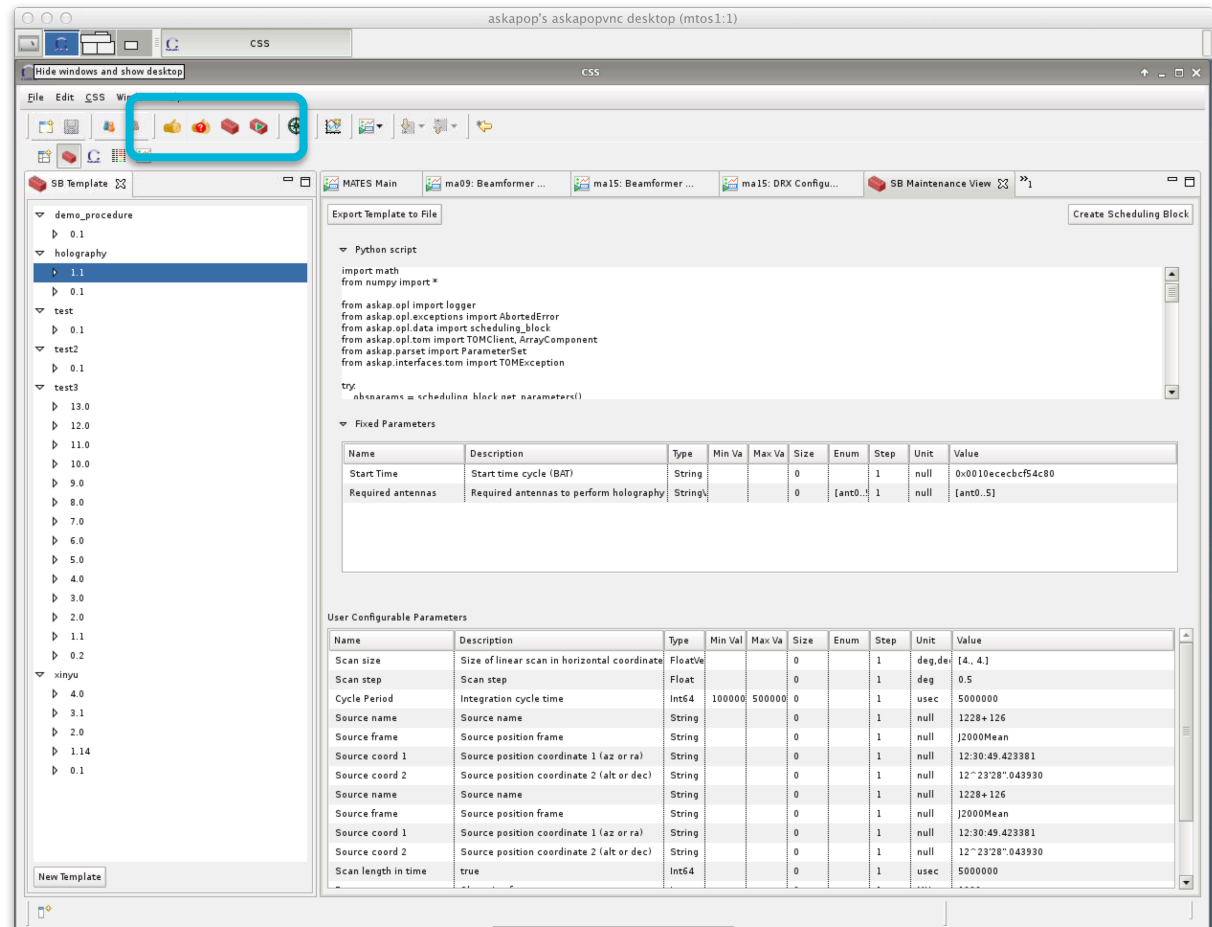 askapop's askapopvnc desktop (mtos1:1)
CSS
Hide windows and show desktop
CSS
File Edit CSS
SB Template
MATES Main
ma09: Beamformer ...
ma15: Beamformer ...
ma15: DRX Configu...
SB Maintenance View
»1
demo_procedure
0.1
holography
1.1
0.1
test
0.1
test2
0.1
test3
13.0
12.0
11.0
10.0
9.0
8.0
7.0
6.0
5.0
4.0
3.0
2.0
1.1
0.2
xinyu
4.0
3.1
2.0
1.14
0.1
New Template
Export Template to File
Create Scheduling Block
Python script
import math
from numpy import *
from askap.opl import logger
from askap.opl.exceptions import AbortedError
from askap.opl.data import scheduling_block
from askap.opl.tom import TOMClient, ArrayComponent
from askap.parset import ParameterSet
from askap.interfaces.tom import TOMException
try:
obsparams = scheduling_block.get_parameters()
Fixed Parameters
Name Description Type Min Va Max Va Size Enum Step Unit Value
Start Time Start time cycle (BAT) String 0 1 null 0x0010ececbcf54c80
Required antennas Required antennas to perform holography String 0 [ant0.. 1 null [ant0..5]
User Configurable Parameters
Name Description Type Min Val Max Va Size Enum Step Unit Value
Scan size Size of linear scan in horizontal coordinate FloatVe 0 1 deg,de [4., 4.]
Scan step Scan step Float 0 1 deg 0.5
Cycle Period Integration cycle time Int64 100000 500000 0 1 usec 5000000
Source name Source name String 0 1 null 1228+126
Source frame Source position frame String 0 1 null J2000Mean
Source coord 1 Source position coordinate 1 (az or ra) String 0 1 null 12:30:49.423381
Source coord 2 Source position coordinate 2 (alt or dec) String 0 1 null 12^23'28".043930
Source name Source name String 0 1 null 1228+126
Source frame Source position frame String 0 1 null J2000Mean
Source coord 1 Source position coordinate 1 (az or ra) String 0 1 null 12:30:49.423381
Source coord 2 Source position coordinate 2 (alt or dec) String 0 1 null 12^23'28".043930
Scan length in time true Int64 0 1 usec 5000000